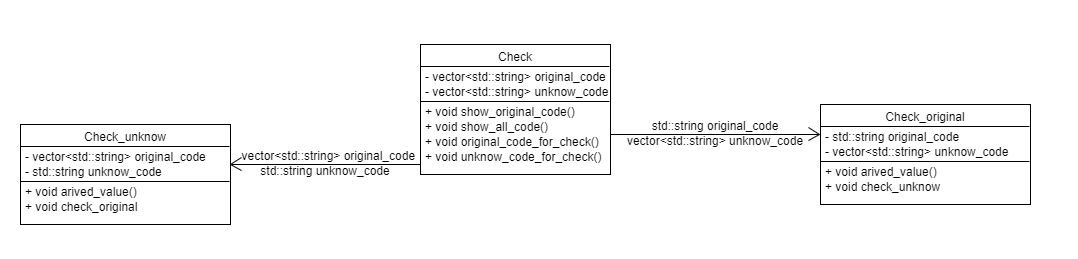 Check
- vector<std::string> original_code
- vector<std::string> unknow_code
+ void show_original_code()
+ void show_all_code()
+ void original_code_for_check()
+ void unknow_code_for_check()
Check_unknow
- vector<std::string> original_code
- std::string unknow_code
+ void arived_value()
+ void check_original
vector<std::string> original_code
std::string unknow_code
std::string original_code
vector<std::string> unknow_code
Check_original
- std::string original_code
- vector<std::string> unknow_code
+ void arived_value()
+ void check_unknow